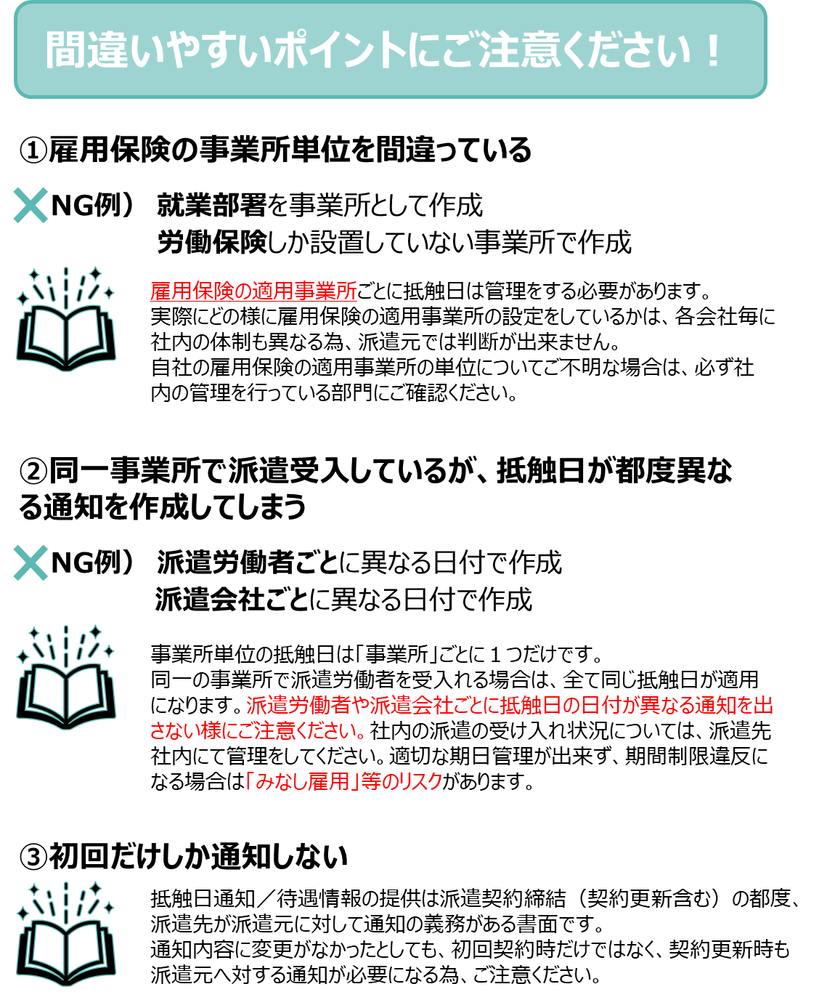 間違いやすいポイントにご注意ください！
①雇用保険の事業所単位を間違っている
NG例） 就業部署を事業所として作成
労働保険しか設置していない事業所で作成
雇用保険の適用事業所ごとに抵触日は管理をする必要があります。
実際にどの様に雇用保険の適用事業所の設定をしているかは、各会社毎に
社内の体制も異なる為、派遣元では判断が出来ません。
自社の雇用保険の適用事業所の単位についてご不明な場合は、必ず社
内の管理を行っている部門にご確認ください。
②同一事業所で派遣受入しているが、抵触日が都度異な
る通知を作成してしまう
NG例） 派遣労働者ごとに異なる日付で作成
派遣会社ごとに異なる日付で作成
事業所単位の抵触日は「事業所」ごとに１つだけです。
同一の事業所で派遣労働者を受入れる場合は、全て同じ抵触日が適用
になります。派遣労働者や派遣会社ごとに抵触日の日付が異なる通知を出
さない様にご注意ください。社内の派遣の受け入れ状況については、派遣先
社内にて管理をしてください。適切な期日管理が出来ず、期間制限違反に
なる場合は「みなし雇用」等のリスクがあります。
③初回だけしか通知しない
抵触日通知／待遇情報の提供は派遣契約締結（契約更新含む）の都度、
派遣先が派遣元に対して通知の義務がある書面です。
通知内容に変更がなかったとしても、初回契約時だけではなく、契約更新時も
派遣元へ対する通知が必要になる為、ご注意ください。